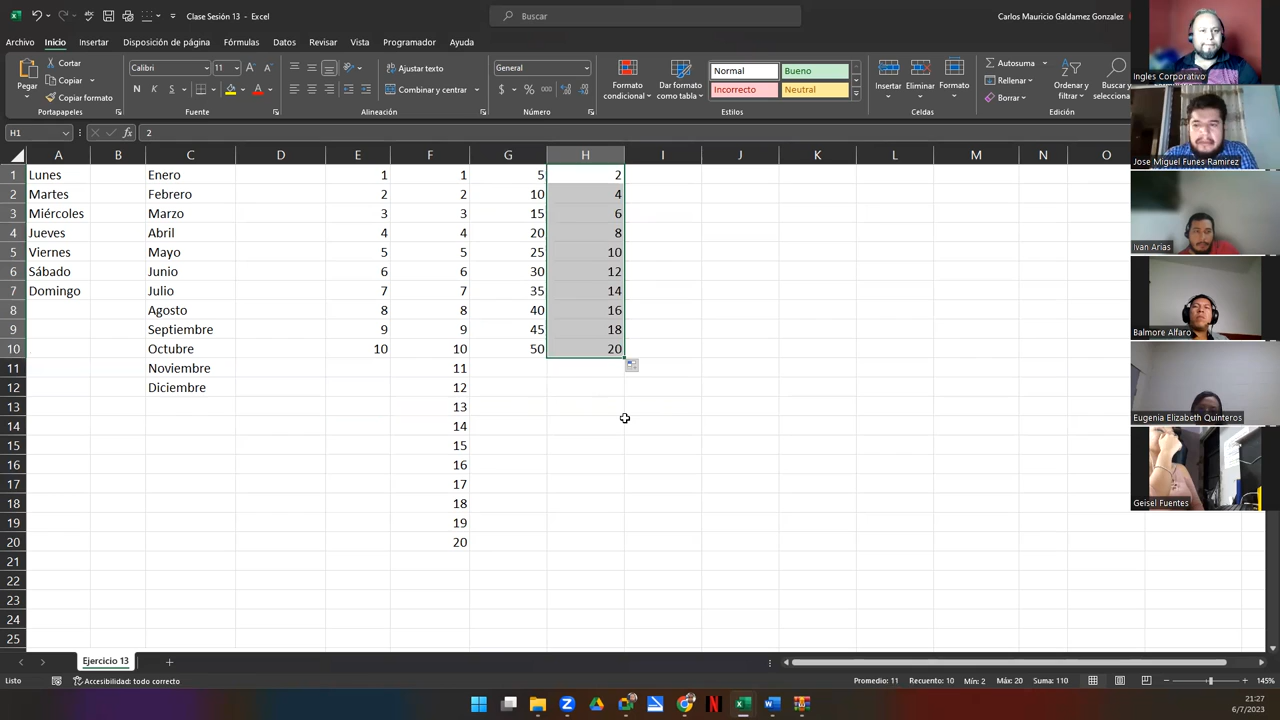 Clase Sesión 13 - Excel
Buscar
Carlos Mauricio Galdamez Gonzalez
Archivo Inicio Insertar Disposición de página Fórmulas Datos Revisar Vista Programador Ayuda
Pegar
Cortar
Copiar
Copiar formato
Portapapeles
Calibri 11
N K S
Fuente
Ajustar texto
Combinar y centrar
Alineación
General
$ % 000
Número
Formato condicional
Dar formato como tabla
Normal Bueno
Incorrecto Neutral
Estilos
Insertar Eliminar Formato
Celdas
Autosuma
Rellenar
Borrar
Ordenar y
Buscar y
Edición
H1 fx 2
A B C D E F G H I J K L M N O
1 Lunes Enero 1 1 5 2
2 Martes Febrero 2 2 10 4
3 Miércoles Marzo 3 3 15 6
4 Jueves Abril 4 4 20 8
5 Viernes Mayo 5 5 25 10
6 Sábado Junio 6 6 30 12
7 Domingo Julio 7 7 35 14
8 Agosto 8 8 40 16
9 Septiembre 9 9 45 18
10 Octubre 10 10 50 20
11 Noviembre 11
12 Diciembre 12
13 13
14 14
15 15
16 16
17 17
18 18
19 19
20 20
21
22
23
24
25
Ingles Corporativo
Jose Miguel Funes Ramirez
Ivan Arias
Balmore Alfaro
Eugenia Elizabeth Quinteros
Geisel Fuentes
Ejercicio 13
Listo Accesibilidad: todo correcto Promedio: 11 Recuento: 10 Mín: 2 Máx: 20 Suma: 110 145%
21:27
6/7/2023